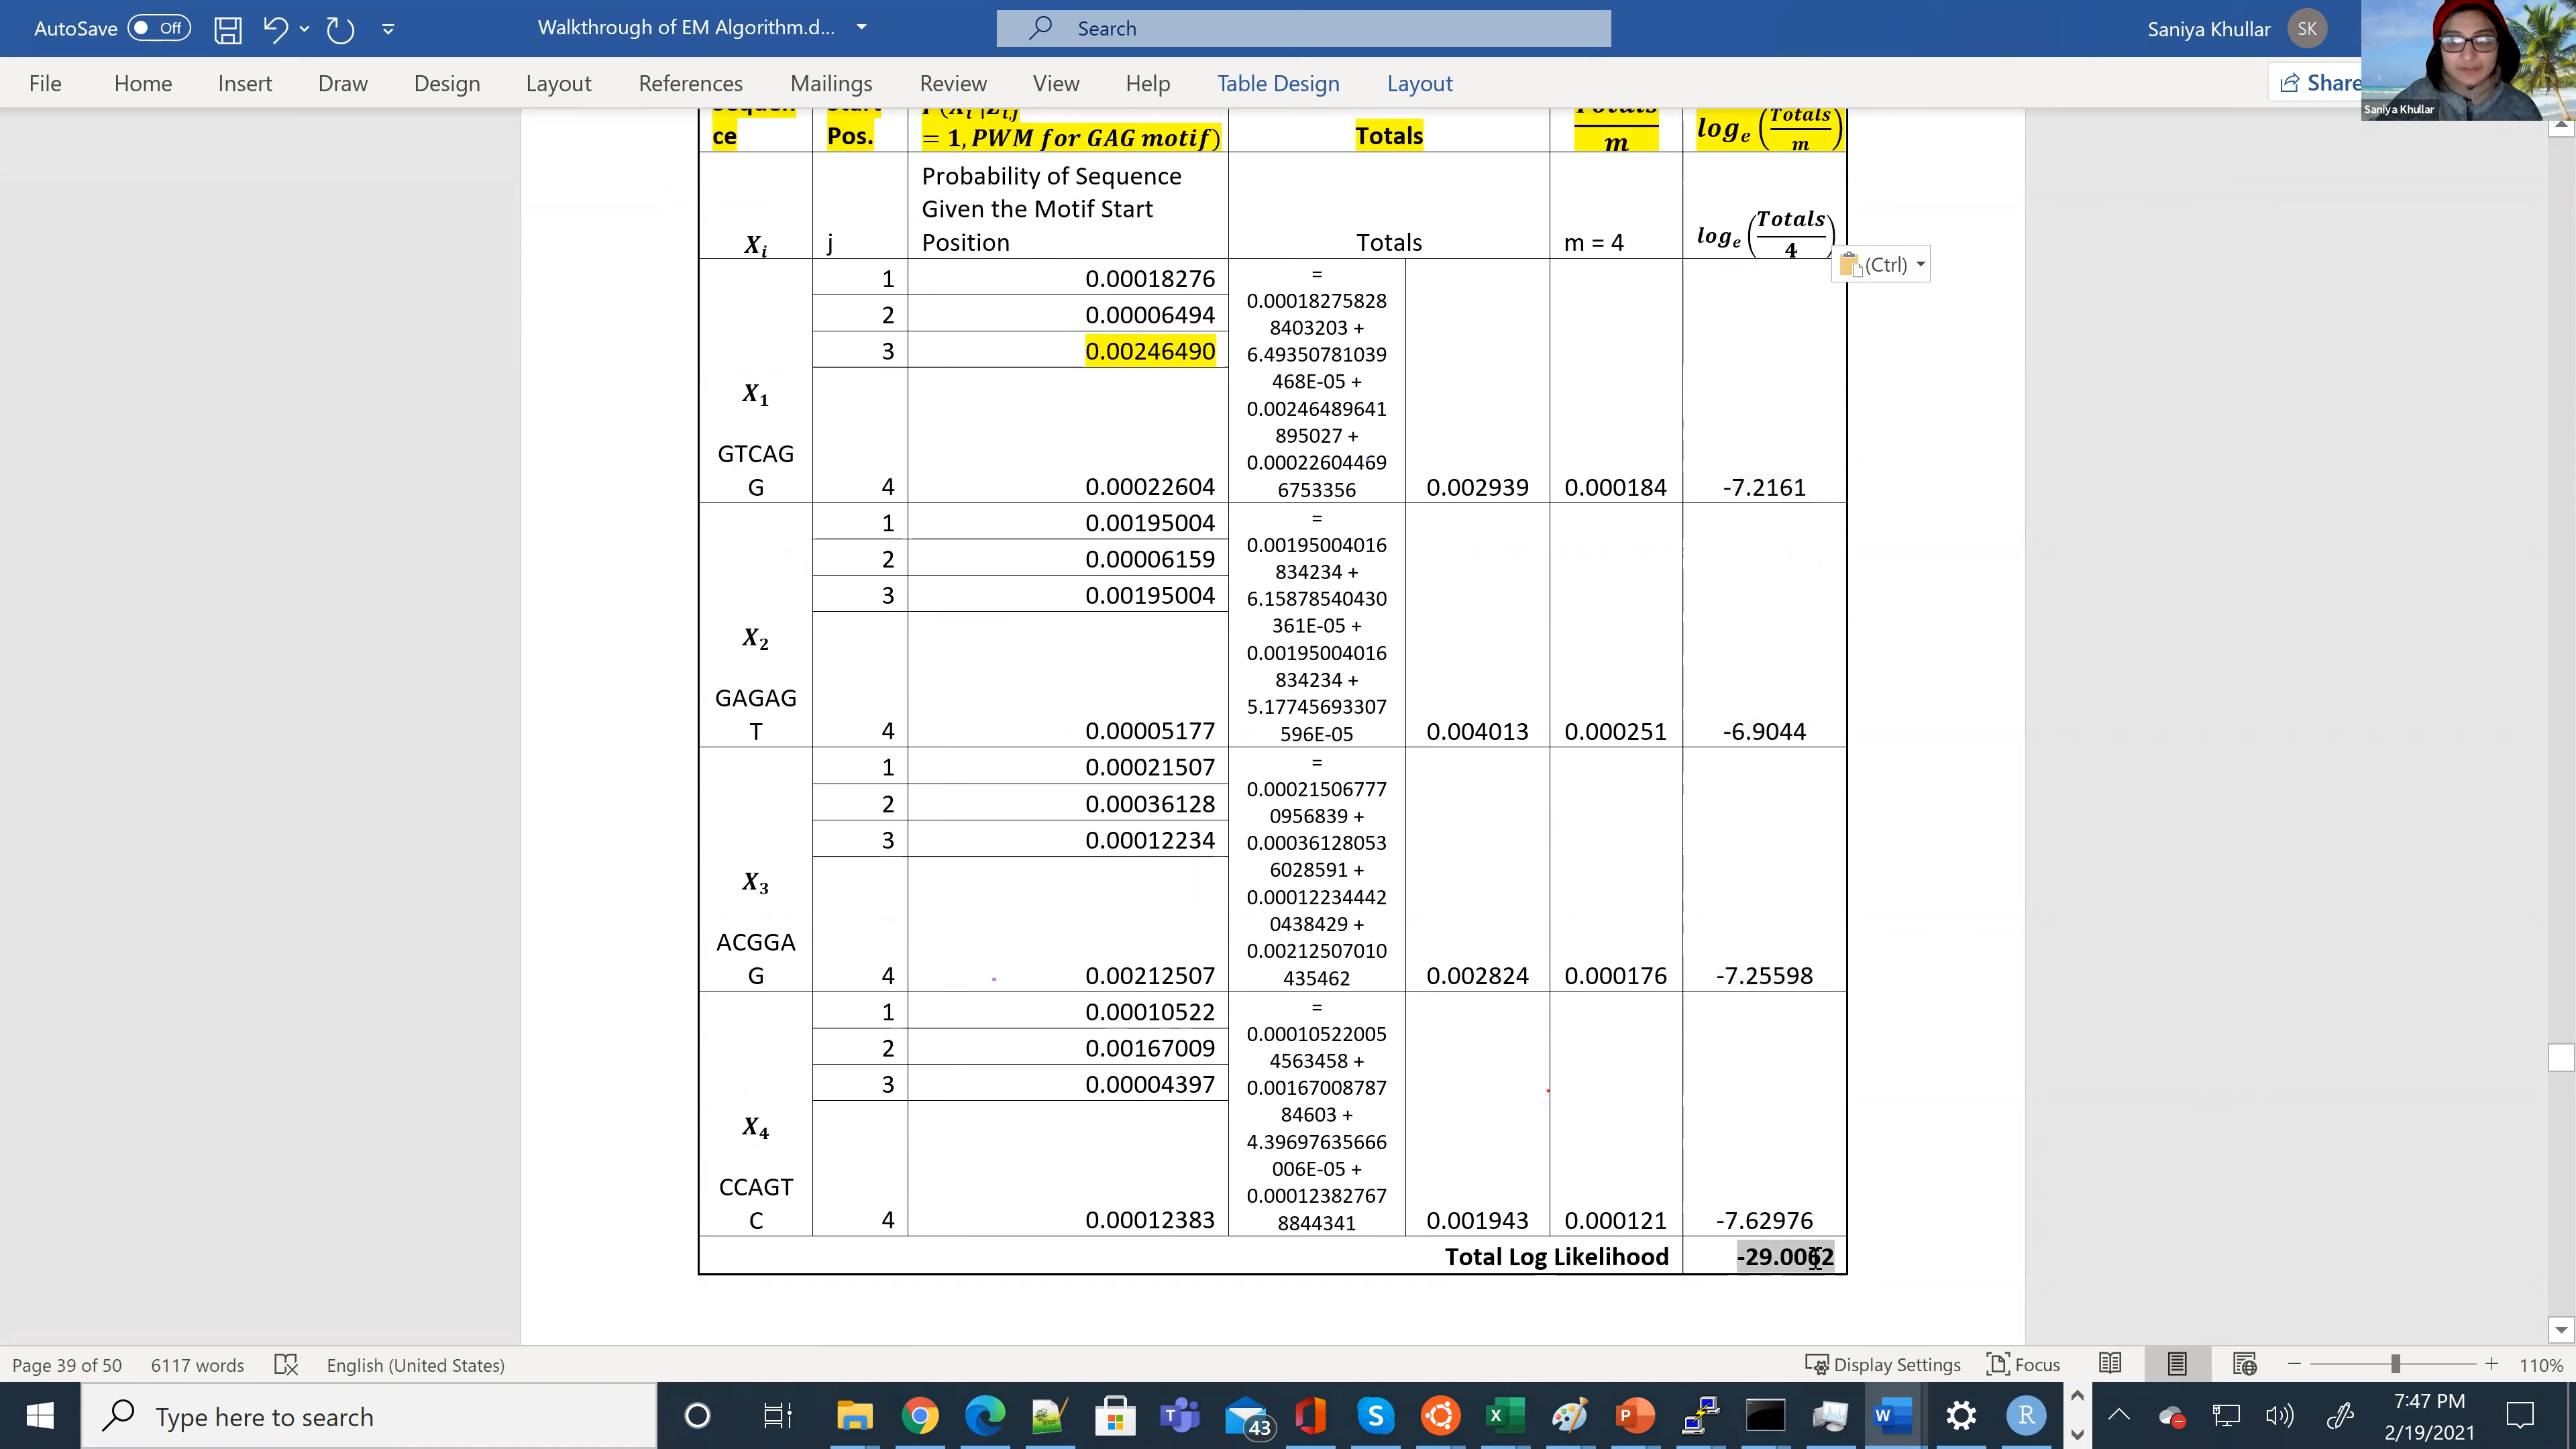 AutoSave Off
Walkthrough of EM Algorithm.d...
Search
Saniya Khullar SK
File Home Insert Draw Design Layout References Mailings Review View Help Table Design Layout Share
Saniya Khullar
ce Pos. = 1, PWM for GAG motif) Totals m logₑ(Totals/m)
Probability of Sequence
Given the Motif Start
Position
Xᵢ j Totals m = 4 logₑ(Totals/4)
(Ctrl)
1 0.00018276
2 0.00006494
3 0.00246490
X₁
GTCAG
G
4 0.00022604
=
0.00018275828
8403203 +
6.49350781039
468E-05 +
0.00246489641
895027 +
0.00022604469
6753356
0.002939 0.000184 -7.2161
1 0.00195004
2 0.00006159
3 0.00195004
X₂
GAGAG
T
4 0.00005177
=
0.00195004016
834234 +
6.15878540430
361E-05 +
0.00195004016
834234 +
5.17745693307
596E-05
0.004013 0.000251 -6.9044
1 0.00021507
2 0.00036128
3 0.00012234
X₃
ACGGA
G
4 0.00212507
=
0.00021506777
0956839 +
0.00036128053
6028591 +
0.00012234442
0438429 +
0.00212507010
435462
0.002824 0.000176 -7.25598
1 0.00010522
2 0.00167009
3 0.00004397
X₄
CCAGT
C
4 0.00012383
=
0.00010522005
4563458 +
0.00167008787
84603 +
4.39697635666
006E-05 +
0.00012382767
8844341
0.001943 0.000121 -7.62976
Total Log Likelihood -29.0062
Page 39 of 50 6117 words English (United States) Display Settings Focus 110%
Type here to search
43
7:47 PM
2/19/2021